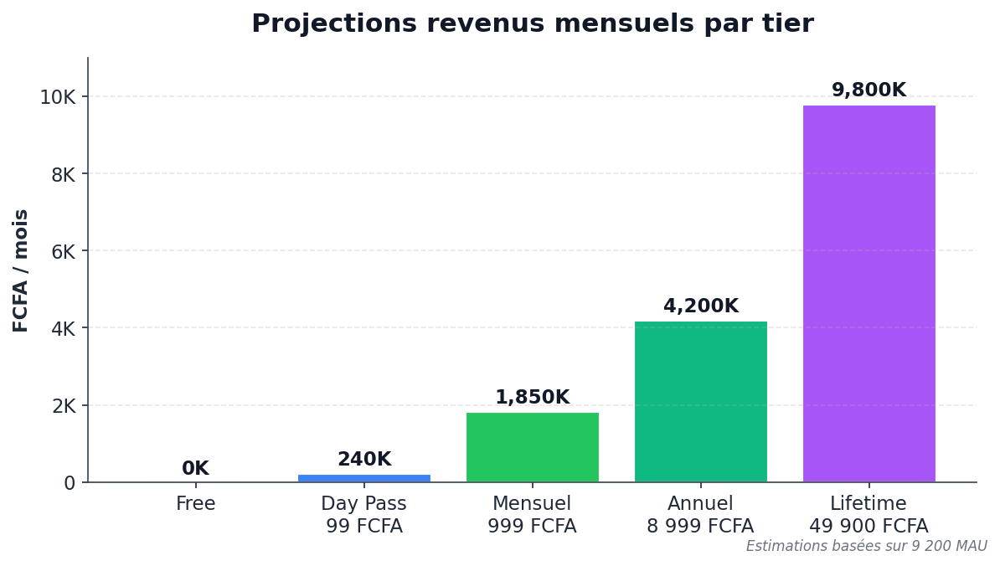 Projections revenus mensuels par tier
FCFA / mois
10K
8K
6K
4K
2K
0
0K
240K
1,850K
4,200K
9,800K
Free
Day Pass
99 FCFA
Mensuel
999 FCFA
Annuel
8 999 FCFA
Lifetime
49 900 FCFA
Estimations basées sur 9 200 MAU